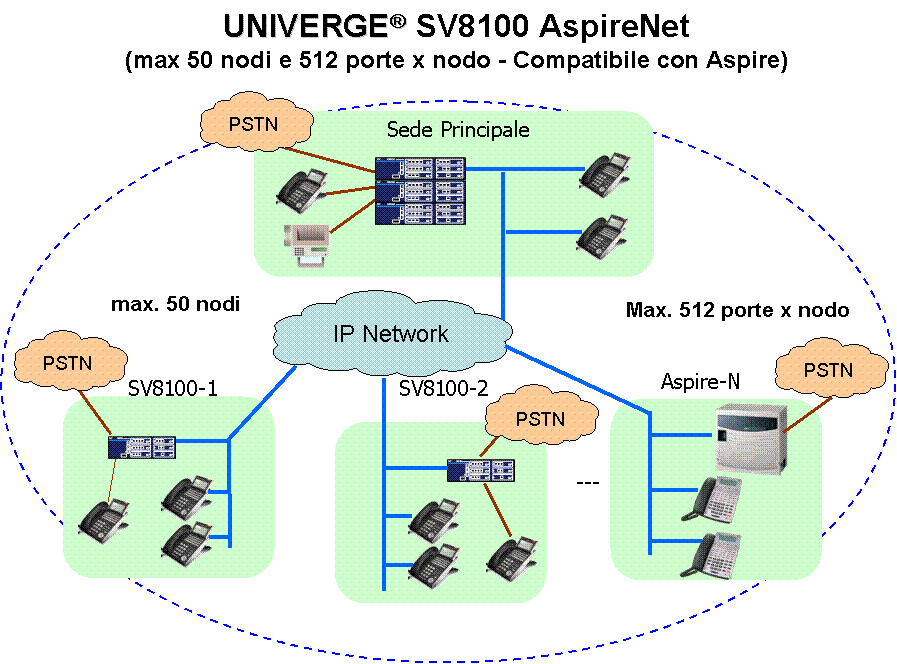 UNIVERGE® SV8100 AspireNet
(max 50 nodi e 512 porte x nodo - Compatibile con Aspire)
PSTN
Sede Principale
max. 50 nodi
Max. 512 porte x nodo
IP Network
PSTN
SV8100-1
SV8100-2
PSTN
Aspire-N
PSTN
---